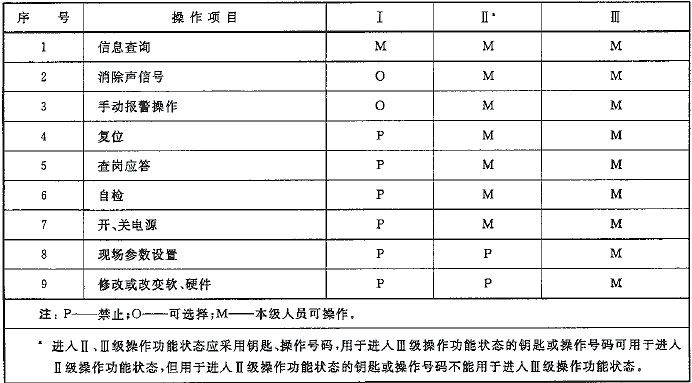 序 号 操 作 项 目 Ⅰ Ⅱᵃ Ⅲ
1 信息查询 M M M
2 消除声信号 O M M
3 手动报警操作 O M M
4 复位 P M M
5 查岗应答 P M M
6 自检 P M M
7 开、关电源 P M M
8 现场参数设置 P P M
9 修改或改变软、硬件 P P M
注:P——禁止;O——可选择;M——本级人员可操作。
ᵃ 进入Ⅱ、Ⅲ级操作功能状态应采用钥匙、操作号码,用于进入Ⅲ级操作功能状态的钥匙或操作号码可用于进入
Ⅱ级操作功能状态,但用于进入Ⅱ级操作功能状态的钥匙或操作号码不能用于进入Ⅲ级操作功能状态。